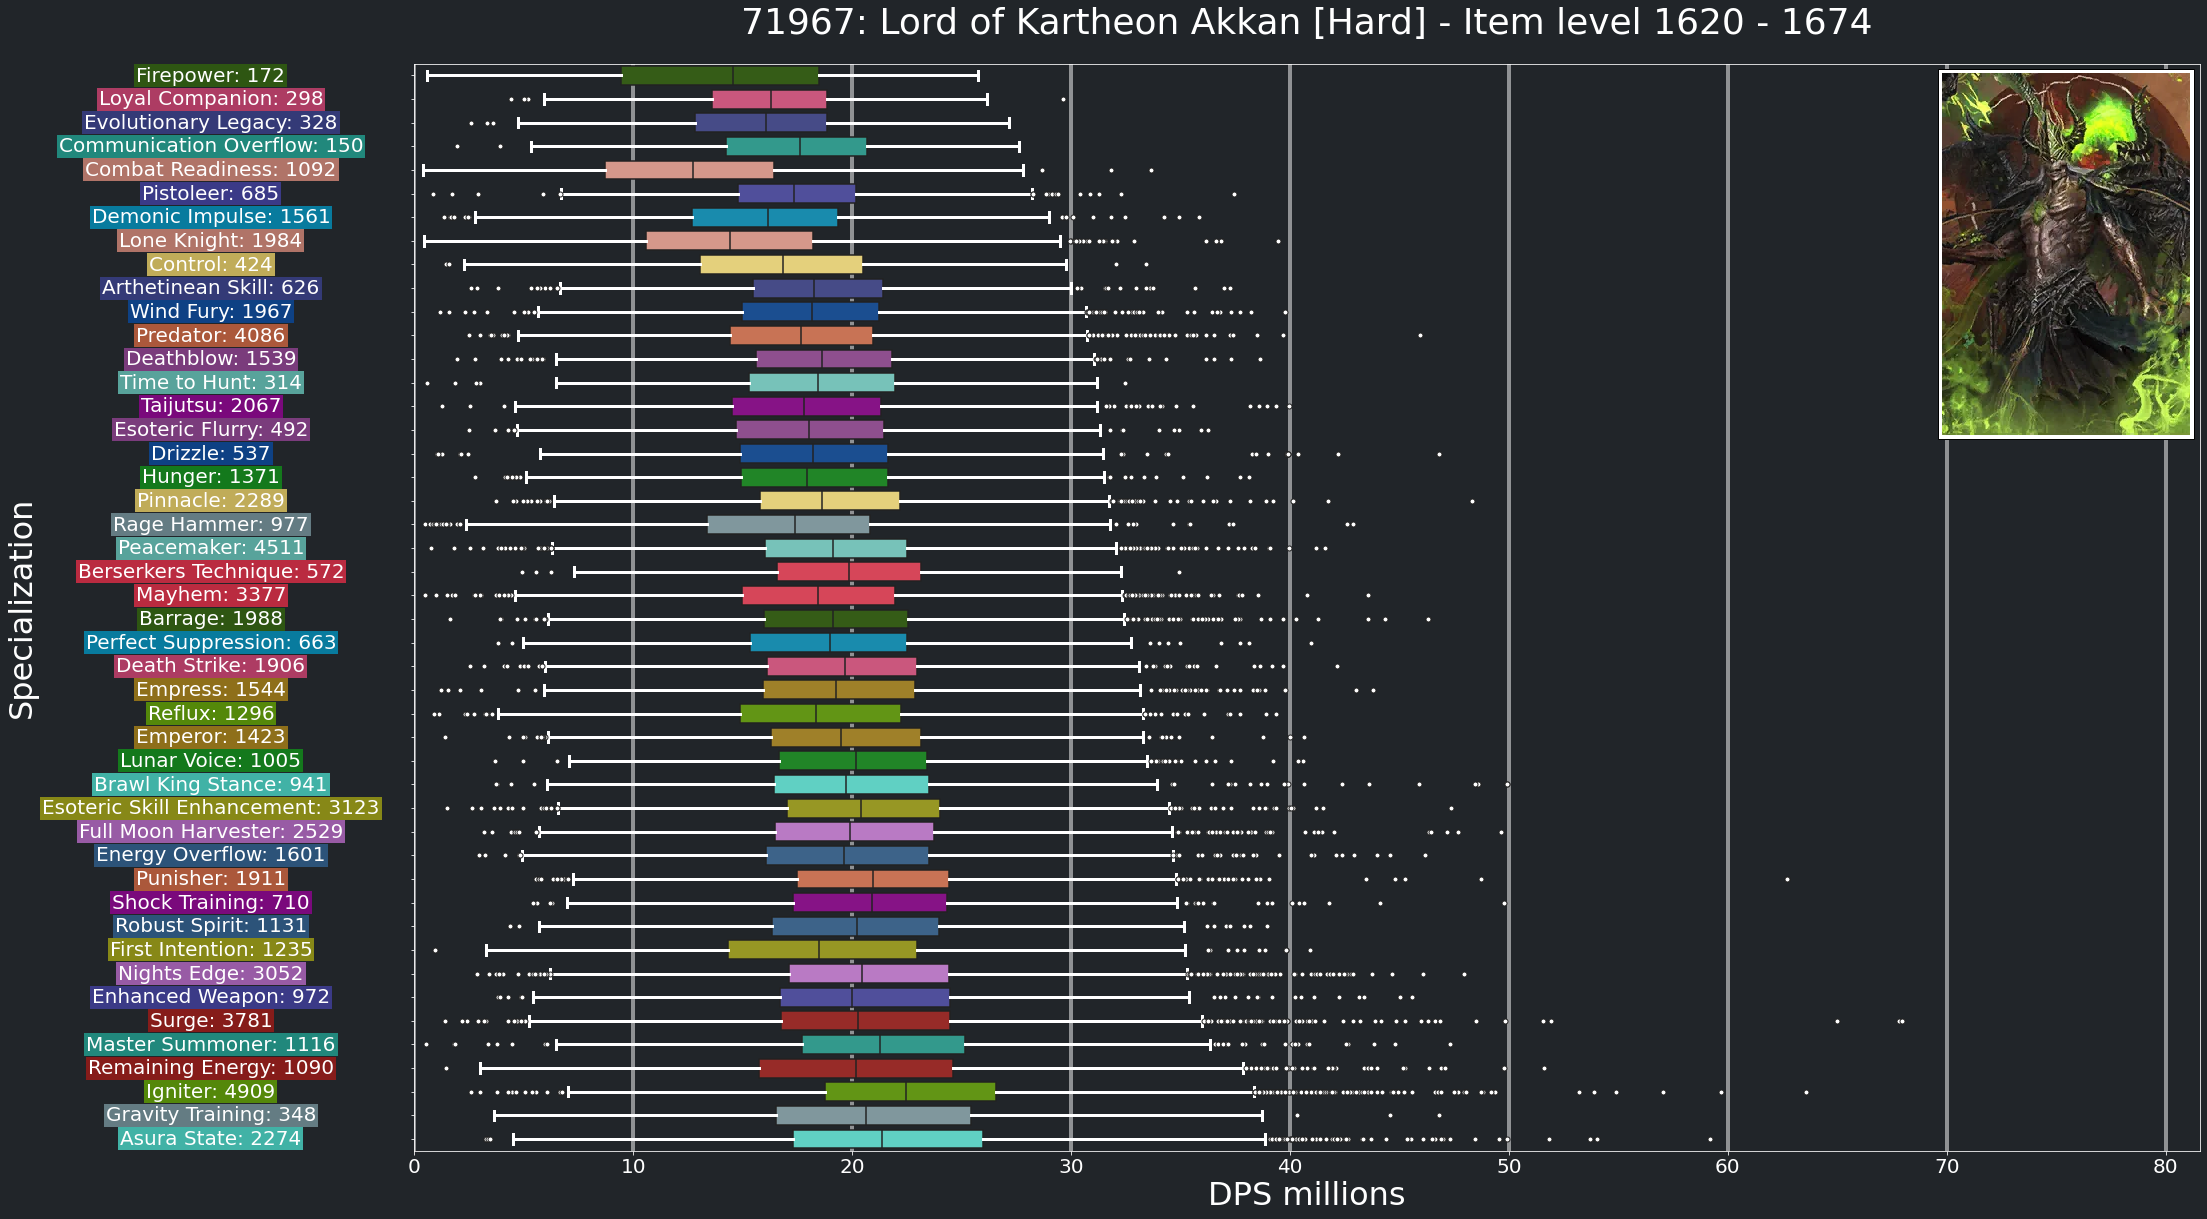 71967: Lord of Kartheon Akkan [Hard] - Item level 1620 - 1674
Specialization
Firepower: 172
Loyal Companion: 298
Evolutionary Legacy: 328
Communication Overflow: 150
Combat Readiness: 1092
Pistoleer: 685
Demonic Impulse: 1561
Lone Knight: 1984
Control: 424
Arthetinean Skill: 626
Wind Fury: 1967
Predator: 4086
Deathblow: 1539
Time to Hunt: 314
Taijutsu: 2067
Esoteric Flurry: 492
Drizzle: 537
Hunger: 1371
Pinnacle: 2289
Rage Hammer: 977
Peacemaker: 4511
Berserkers Technique: 572
Mayhem: 3377
Barrage: 1988
Perfect Suppression: 663
Death Strike: 1906
Empress: 1544
Reflux: 1296
Emperor: 1423
Lunar Voice: 1005
Brawl King Stance: 941
Esoteric Skill Enhancement: 3123
Full Moon Harvester: 2529
Energy Overflow: 1601
Punisher: 1911
Shock Training: 710
Robust Spirit: 1131
First Intention: 1235
Nights Edge: 3052
Enhanced Weapon: 972
Surge: 3781
Master Summoner: 1116
Remaining Energy: 1090
Igniter: 4909
Gravity Training: 348
Asura State: 2274
0 10 20 30 40 50 60 70 80
DPS millions